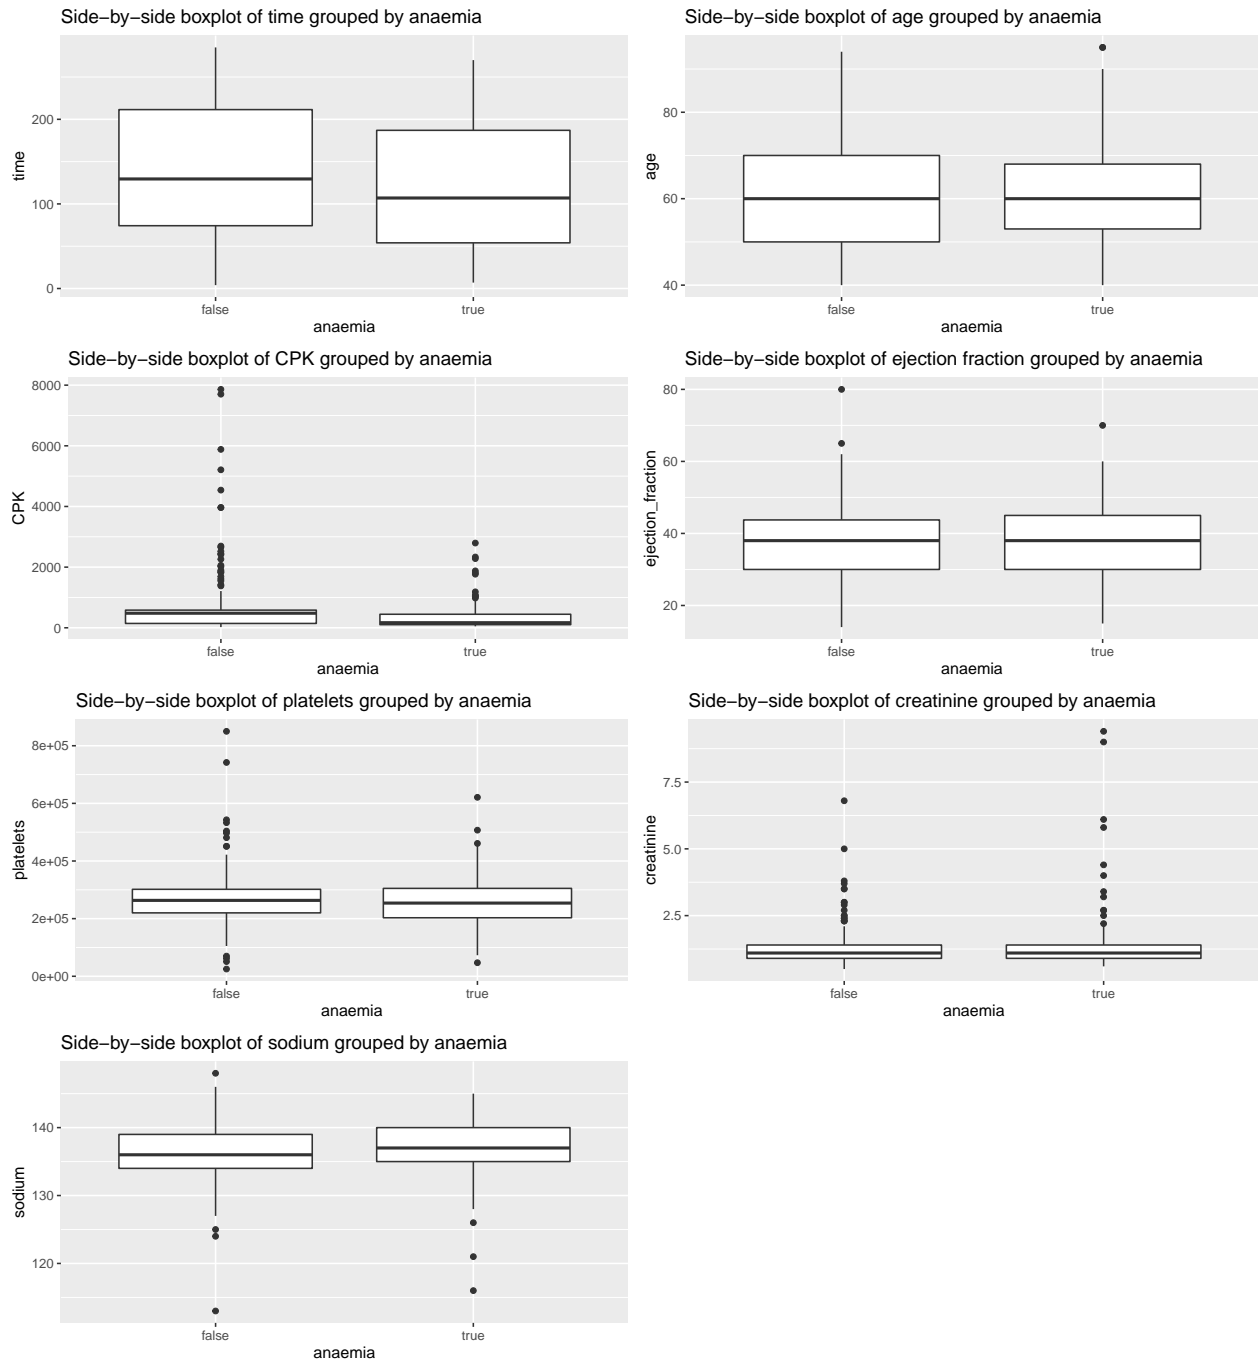 Side−by−side boxplot of time grouped by anaemia
time
200
100
0
false
true
anaemia
Side−by−side boxplot of age grouped by anaemia
age
80
60
40
false
true
anaemia
Side−by−side boxplot of CPK grouped by anaemia
CPK
8000
6000
4000
2000
0
false
true
anaemia
Side−by−side boxplot of ejection fraction grouped by anaemia
ejection_fraction
80
60
40
20
false
true
anaemia
Side−by−side boxplot of platelets grouped by anaemia
platelets
8e+05
6e+05
4e+05
2e+05
0e+00
false
true
anaemia
Side−by−side boxplot of creatinine grouped by anaemia
creatinine
7.5
5.0
2.5
false
true
anaemia
Side−by−side boxplot of sodium grouped by anaemia
sodium
140
130
120
false
true
anaemia